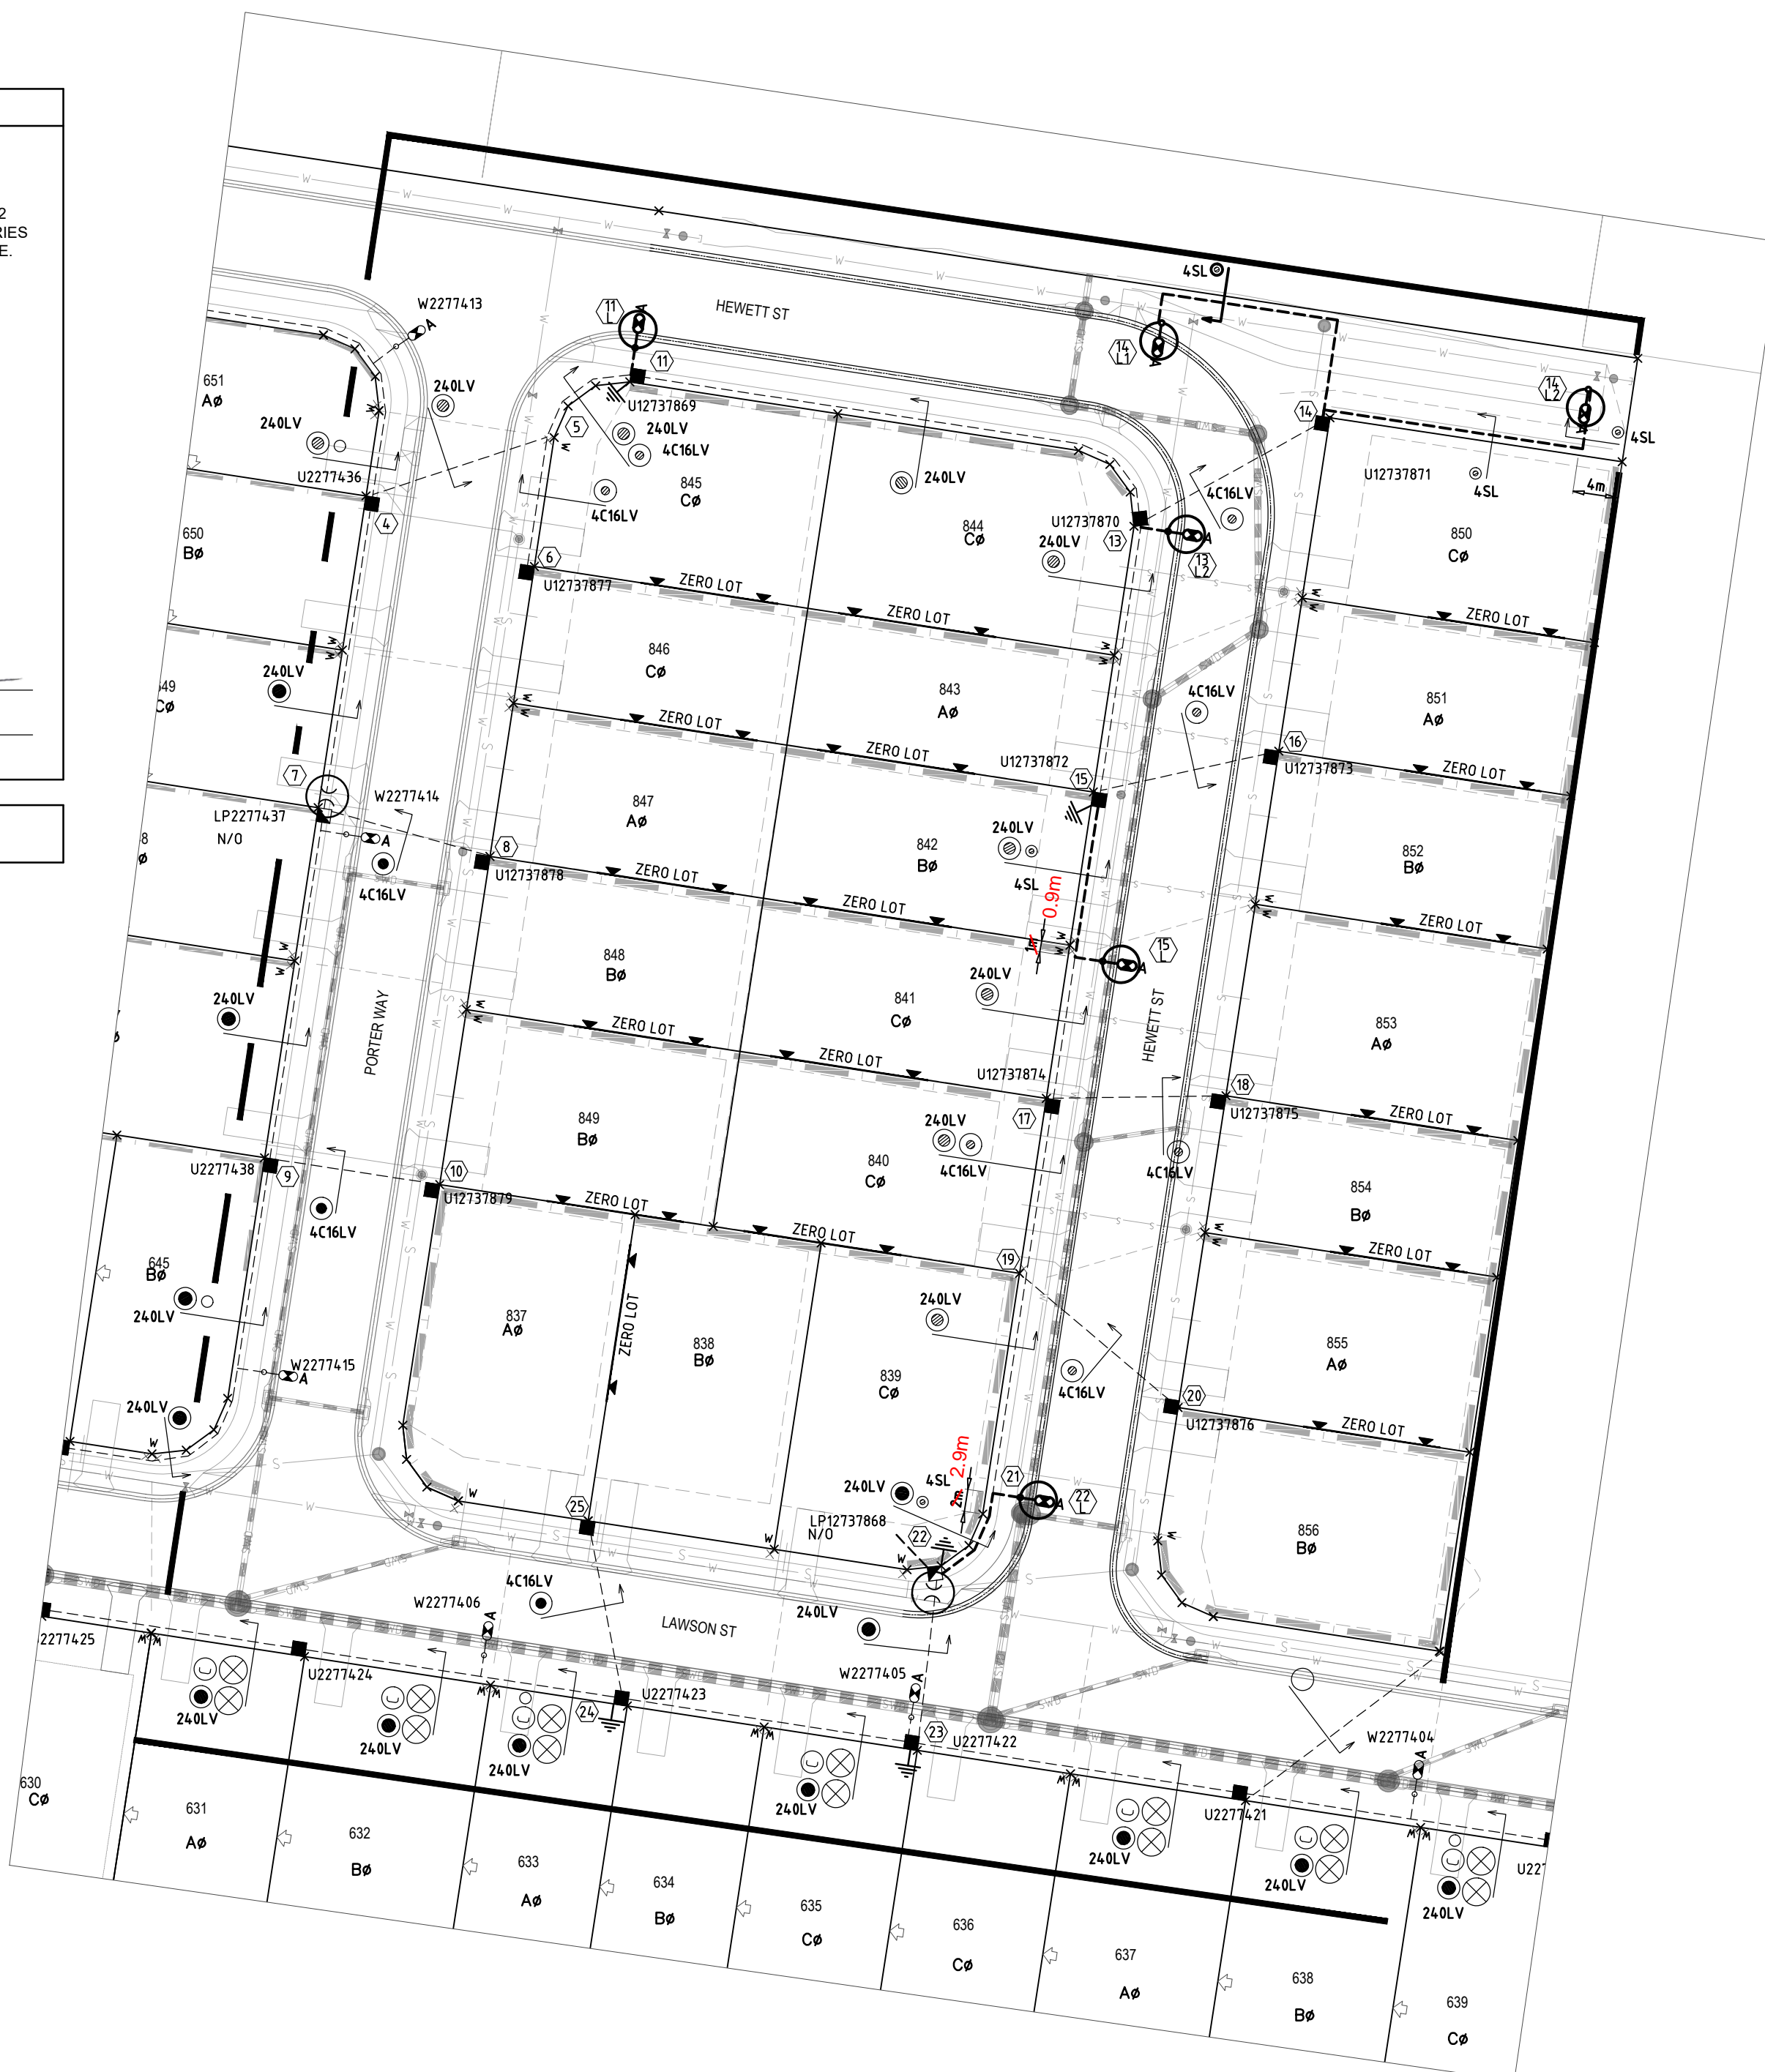 2
RIES
E.
W2277413
HEWETT ST
11
L
11
U12737869
240LV
4C16LV
5
4SL
14
L1
14
L2
14
4SL
4SL
4m
U12737871
850
CØ
651
AØ
240LV
240LV
U2277436
4
4C16LV
845
CØ
240LV
844
CØ
U12737870
13
240LV
4C16LV
13
L2
650
BØ
6
U12737877
ZERO LOT
ZERO LOT
ZERO LOT
846
CØ
843
AØ
851
AØ
240LV
4C16LV
ZERO LOT
ZERO LOT
U12737872
15
16
U12737873
ZERO LOT
7
W2277414
LP2277437
N/O
847
AØ
842
BØ
240LV
4SL
852
BØ
8
U12737878
4C16LV
ZERO LOT
ZERO LOT
0.9m
ZERO LOT
848
BØ
15
L
240LV
240LV
841
CØ
PORTER WAY
HEWETT ST
853
AØ
ZERO LOT
ZERO LOT
U12737874
17
18
U12737875
ZERO LOT
849
BØ
240LV
4C16LV
4C16LV
840
CØ
U2277438
9
10
U12737879
4C16LV
ZERO LOT
ZERO LOT
854
BØ
ZERO LOT
645
BØ
240LV
19
240LV
837
AØ
ZERO LOT
838
BØ
839
CØ
4C16LV
855
AØ
W2277415
240LV
20
U12737876
ZERO LOT
2.9m
240LV
4SL
21
22
L
25
LP12737868
N/O
22
856
BØ
4C16LV
W2277406
240LV
LAWSON ST
2277425
U2277424
U2277423
24
W2277405
23
U2277422
W2277404
240LV
240LV
240LV
240LV
U2277421
240LV
240LV
240LV
U22
630
CØ
631
AØ
632
BØ
633
AØ
634
BØ
635
CØ
636
CØ
637
AØ
638
BØ
639
CØ